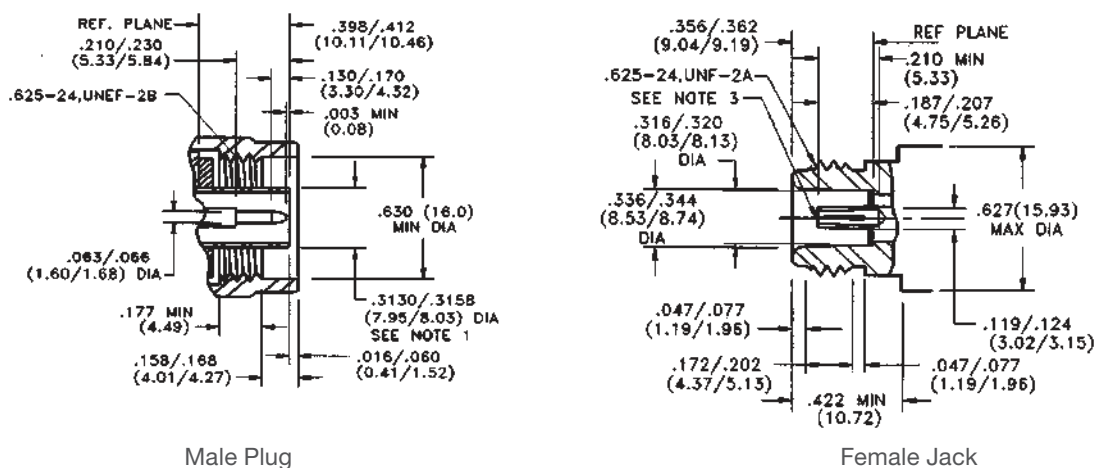 REF. PLANE
.398/.412
(10.11/10.46)
.210/.230
(5.33/5.84)
.130/.170
(3.30/4.32)
.625-24,UNEF-2B
.003 MIN
(0.08)
.630 (16.0)
MIN DIA
.063/.066
(1.60/1.68) DIA
.177 MIN
(4.49)
.3130/.3158
(7.95/8.03) DIA
SEE NOTE 1
.158/.168
(4.01/4.27)
.016/.060
(0.41/1.52)
Male Plug
.356/.362
(9.04/9.19)
REF PLANE
.210 MIN
(5.33)
.625-24,UNF-2A
SEE NOTE 3
.187/.207
(4.75/5.26)
.316/.320
(8.03/8.13)
DIA
.336/.344
(8.53/8.74)
DIA
.627(15.93)
MAX DIA
.047/.077
(1.19/1.96)
.119/.124
(3.02/3.15)
.172/.202
(4.37/5.13)
.047/.077
(1.19/1.96)
.422 MIN
(10.72)
Female Jack